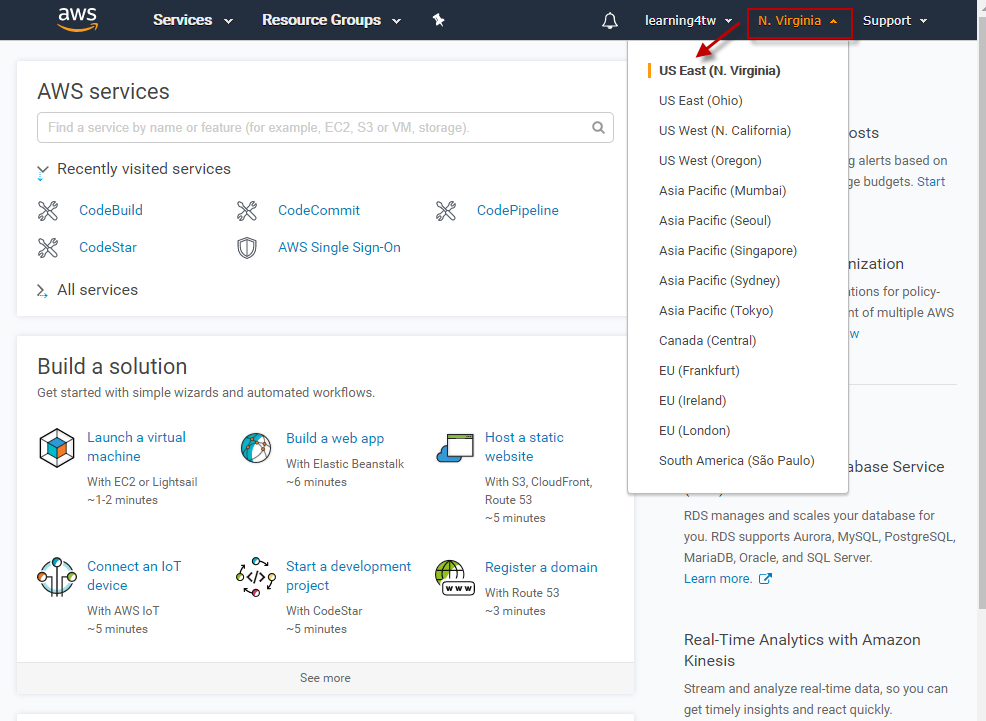 aws
Services
Resource Groups
learning4tw
N. Virginia
Support
US East (N. Virginia)
US East (Ohio)
US West (N. California)
US West (Oregon)
Asia Pacific (Mumbai)
Asia Pacific (Seoul)
Asia Pacific (Singapore)
Asia Pacific (Sydney)
Asia Pacific (Tokyo)
Canada (Central)
EU (Frankfurt)
EU (Ireland)
EU (London)
South America (São Paulo)
AWS services
Find a service by name or feature (for example, EC2, S3 or VM, storage).
Recently visited services
CodeBuild
CodeCommit
CodePipeline
CodeStar
AWS Single Sign-On
All services
Build a solution
Get started with simple wizards and automated workflows.
Launch a virtual
machine
With EC2 or Lightsail
~1-2 minutes
Build a web app
With Elastic Beanstalk
~6 minutes
Host a static
website
With S3, CloudFront,
Route 53
~5 minutes
Connect an IoT
device
With AWS IoT
~5 minutes
Start a development
project
With CodeStar
~5 minutes
Register a domain
With Route 53
~3 minutes
See more
alerts based on
budgets. Start
for policy-
of multiple AWS
Service
RDS manages and scales your database for
you. RDS supports Aurora, MySQL, PostgreSQL,
MariaDB, Oracle, and SQL Server.
Learn more.
Real-Time Analytics with Amazon
Kinesis
Stream and analyze real-time data, so you can
get timely insights and react quickly.